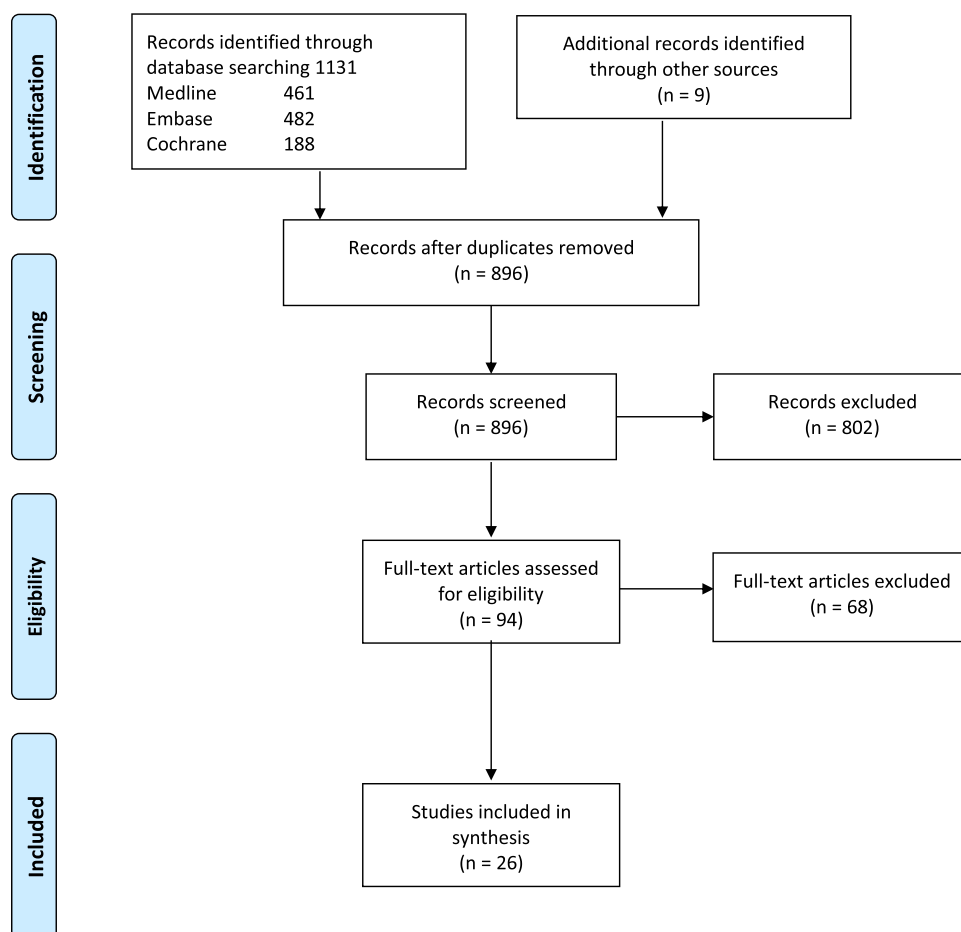 Identification
Records identified through
database searching 1131
Medline 461
Embase 482
Cochrane 188
Additional records identified
through other sources
(n = 9)
Screening
Records after duplicates removed
(n = 896)
Records screened
(n = 896)
Records excluded
(n = 802)
Eligibility
Full-text articles assessed
for eligibility
(n = 94)
Full-text articles excluded
(n = 68)
Included
Studies included in
synthesis
(n = 26)